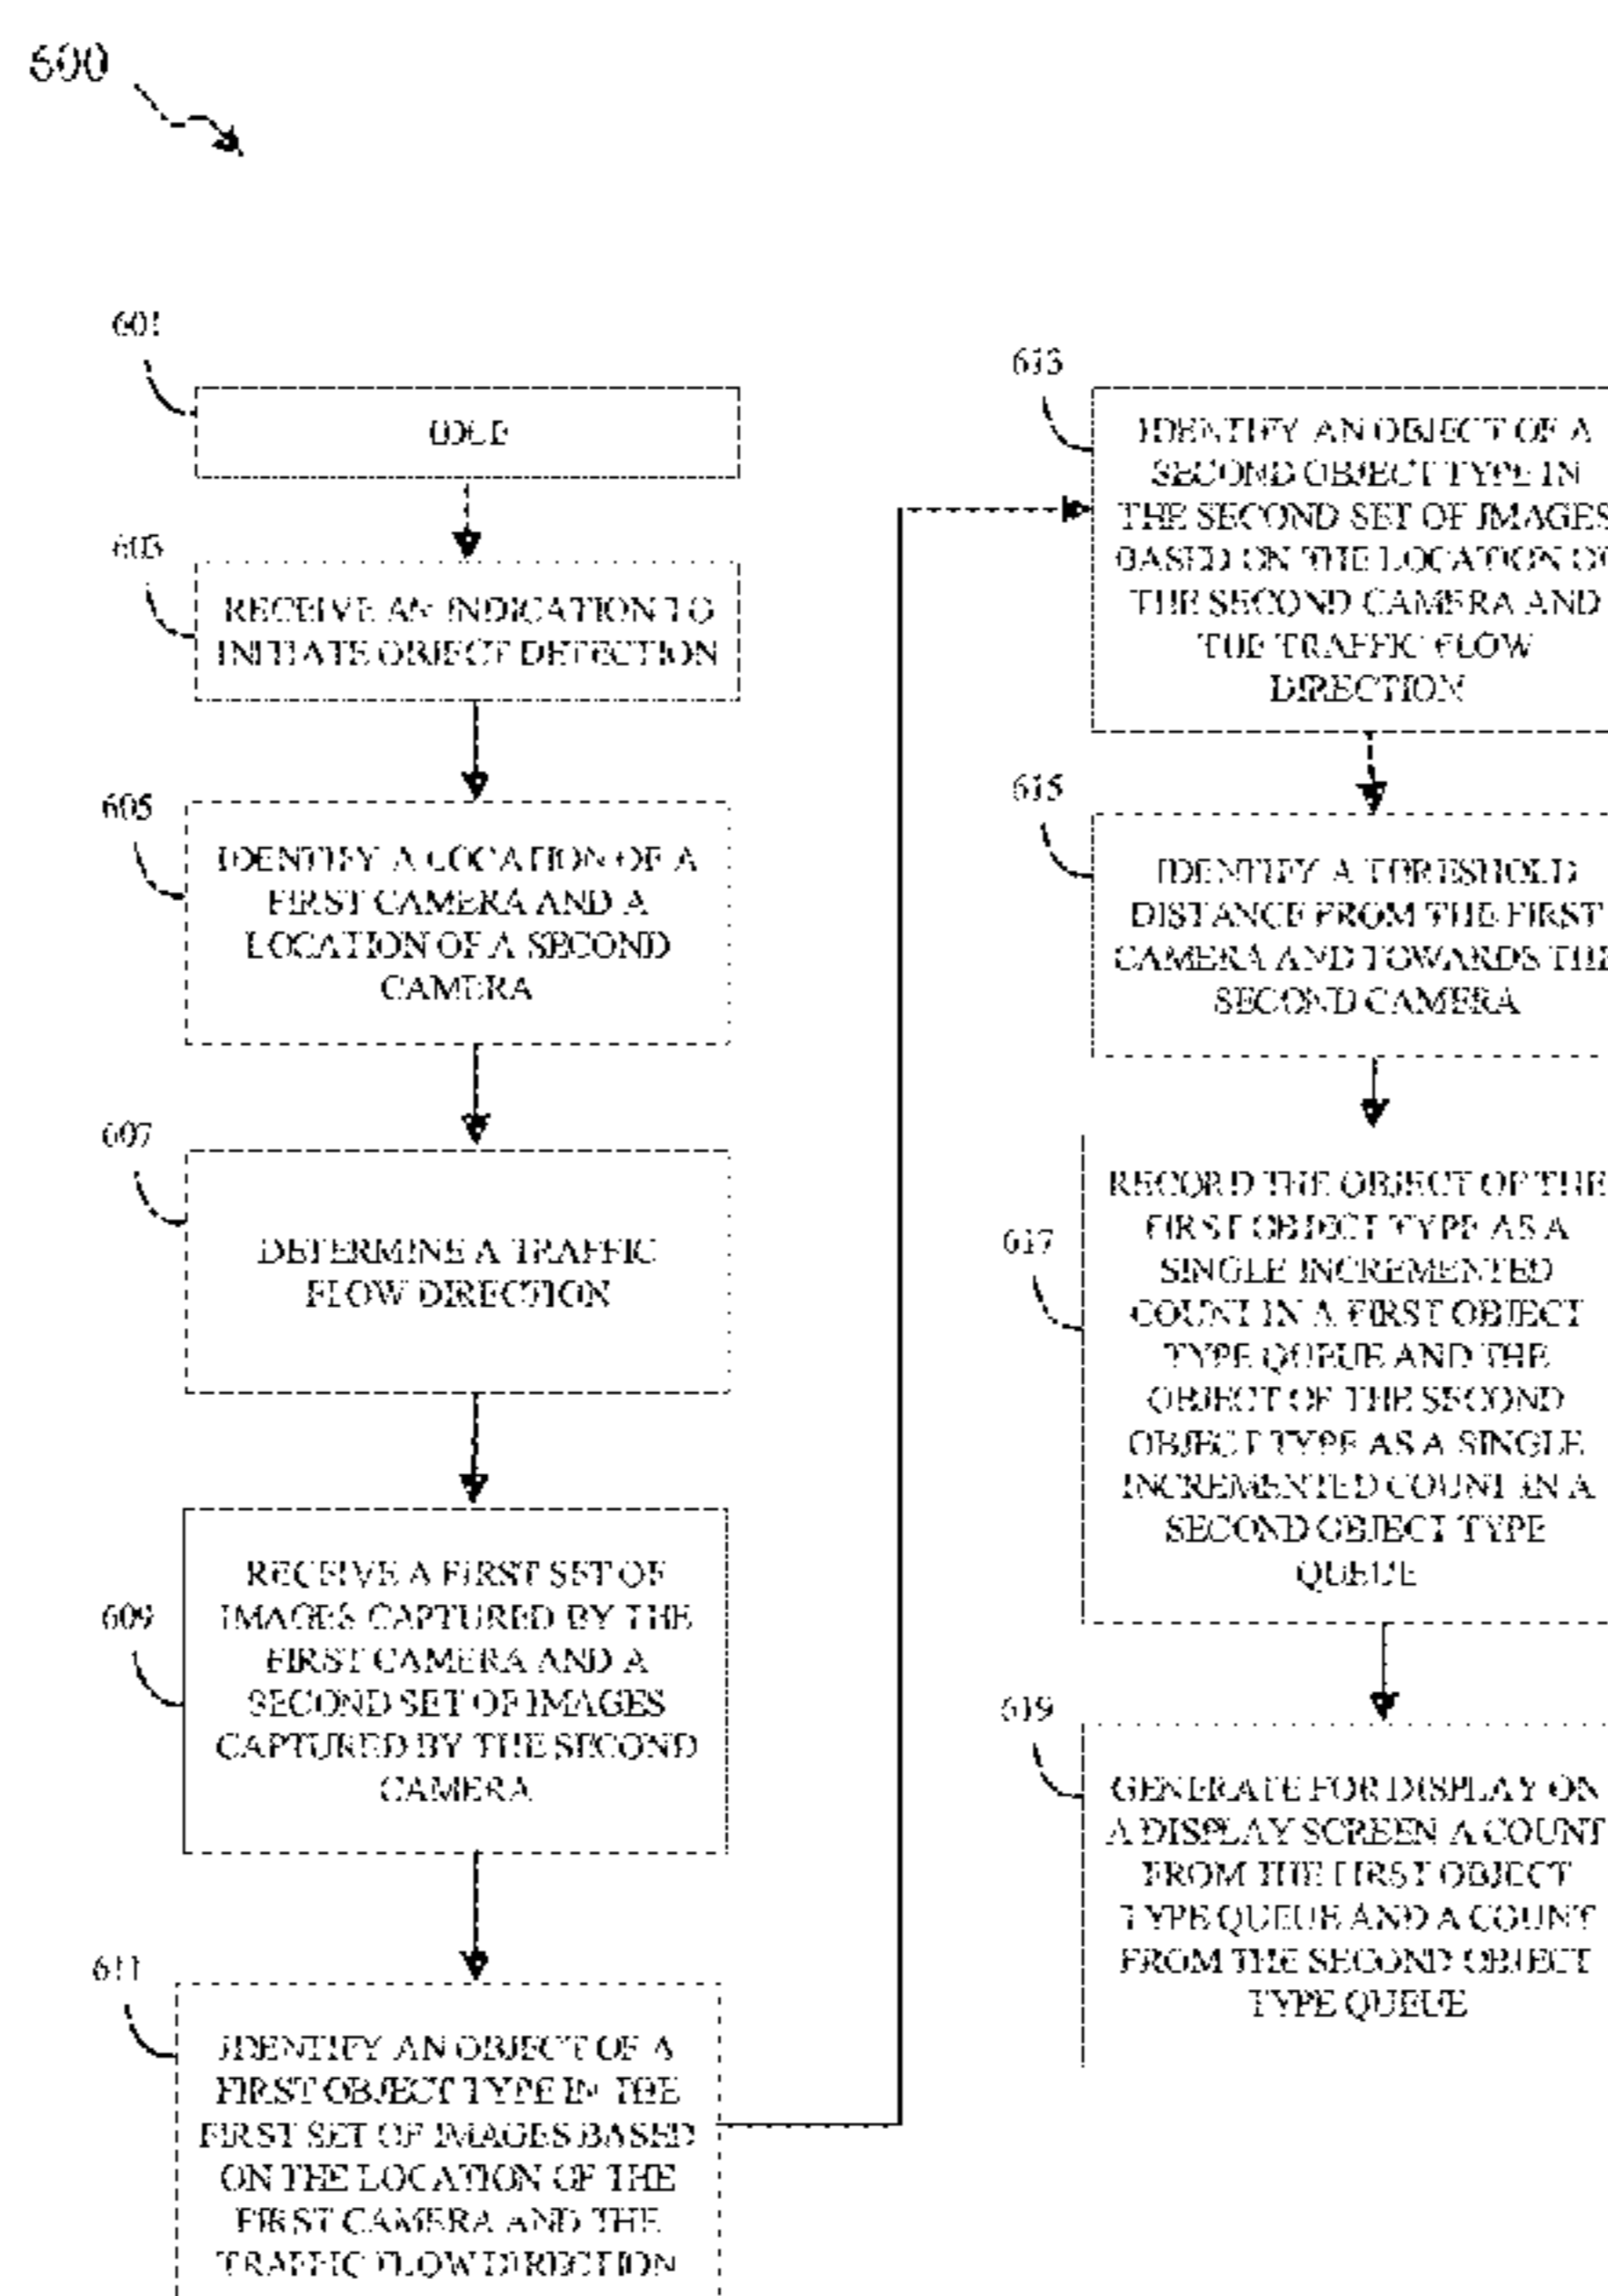 600
601
IDLE
603
RECEIVE AN INDICATION TO
INITIATE OBJECT DETECTION
605
IDENTIFY A LOCATION OF A
FIRST CAMERA AND A
LOCATION OF A SECOND
CAMERA
607
DETERMINE A TRAFFIC
FLOW DIRECTION
609
RECEIVE A FIRST SET OF
IMAGES CAPTURED BY THE
FIRST CAMERA AND A
SECOND SET OF IMAGES
CAPTURED BY THE SECOND
CAMERA
611
IDENTIFY AN OBJECT OF A
FIRST OBJECT TYPE IN THE
FIRST SET OF IMAGES BASED
ON THE LOCATION OF THE
FIRST CAMERA AND THE
TRAFFIC FLOW DIRECTION
613
IDENTIFY AN OBJECT OF A
SECOND OBJECT TYPE IN
THE SECOND SET OF IMAGES
BASED ON THE LOCATION OF
THE SECOND CAMERA AND
THE TRAFFIC FLOW
DIRECTION
615
IDENTIFY A THRESHOLD
DISTANCE FROM THE FIRST
CAMERA AND TOWARDS THE
SECOND CAMERA
617
RECORD THE OBJECT OF THE
FIRST OBJECT TYPE AS A
SINGLE INCREMENTED
COUNT IN A FIRST OBJECT
TYPE QUEUE AND THE
OBJECT OF THE SECOND
OBJECT TYPE AS A SINGLE
INCREMENTED COUNT IN A
SECOND OBJECT TYPE
QUEUE
619
GENERATE FOR DISPLAY ON
A DISPLAY SCREEN A COUNT
FROM THE FIRST OBJECT
TYPE QUEUE AND A COUNT
FROM THE SECOND OBJECT
TYPE QUEUE